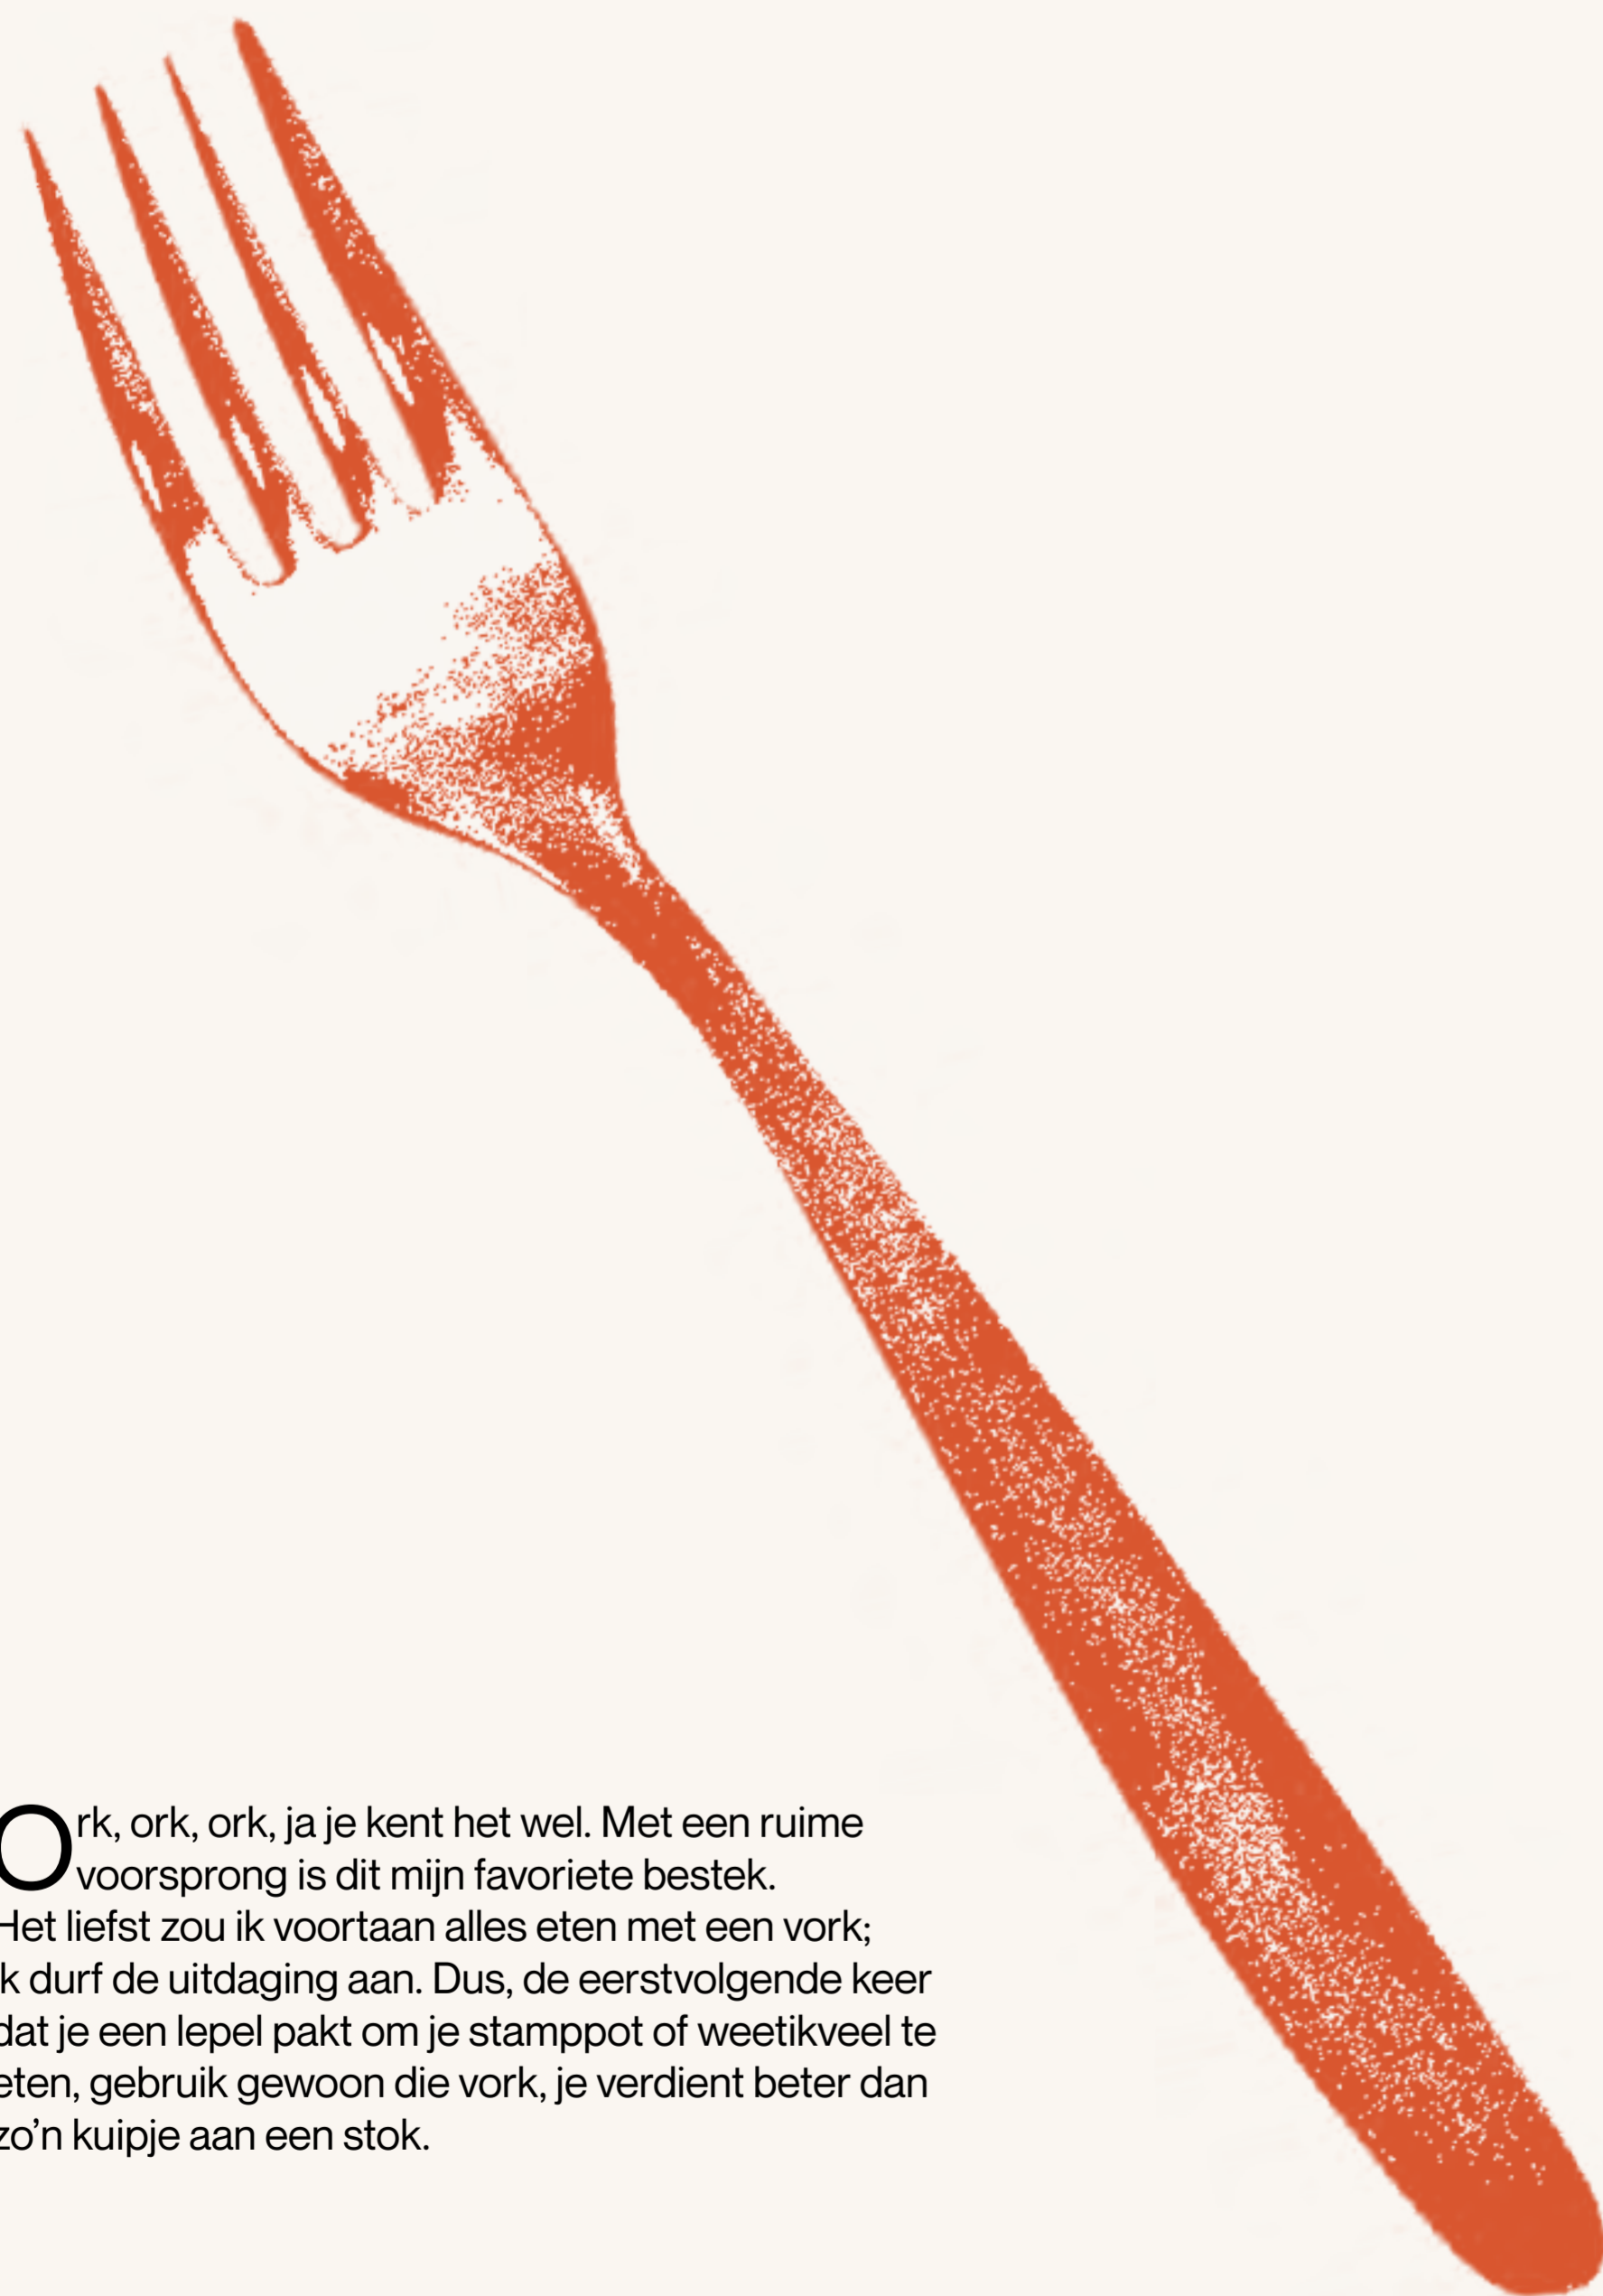 Ork, ork, ork, ja je kent het wel. Met een ruime
voorsprong is dit mijn favoriete bestek.
Het liefst zou ik voortaan alles eten met een vork;
ik durf de uitdaging aan. Dus, de eerstvolgende keer
dat je een lepel pakt om je stamppot of weetikveel te
eten, gebruik gewoon die vork, je verdient beter dan
zo’n kuipje aan een stok.